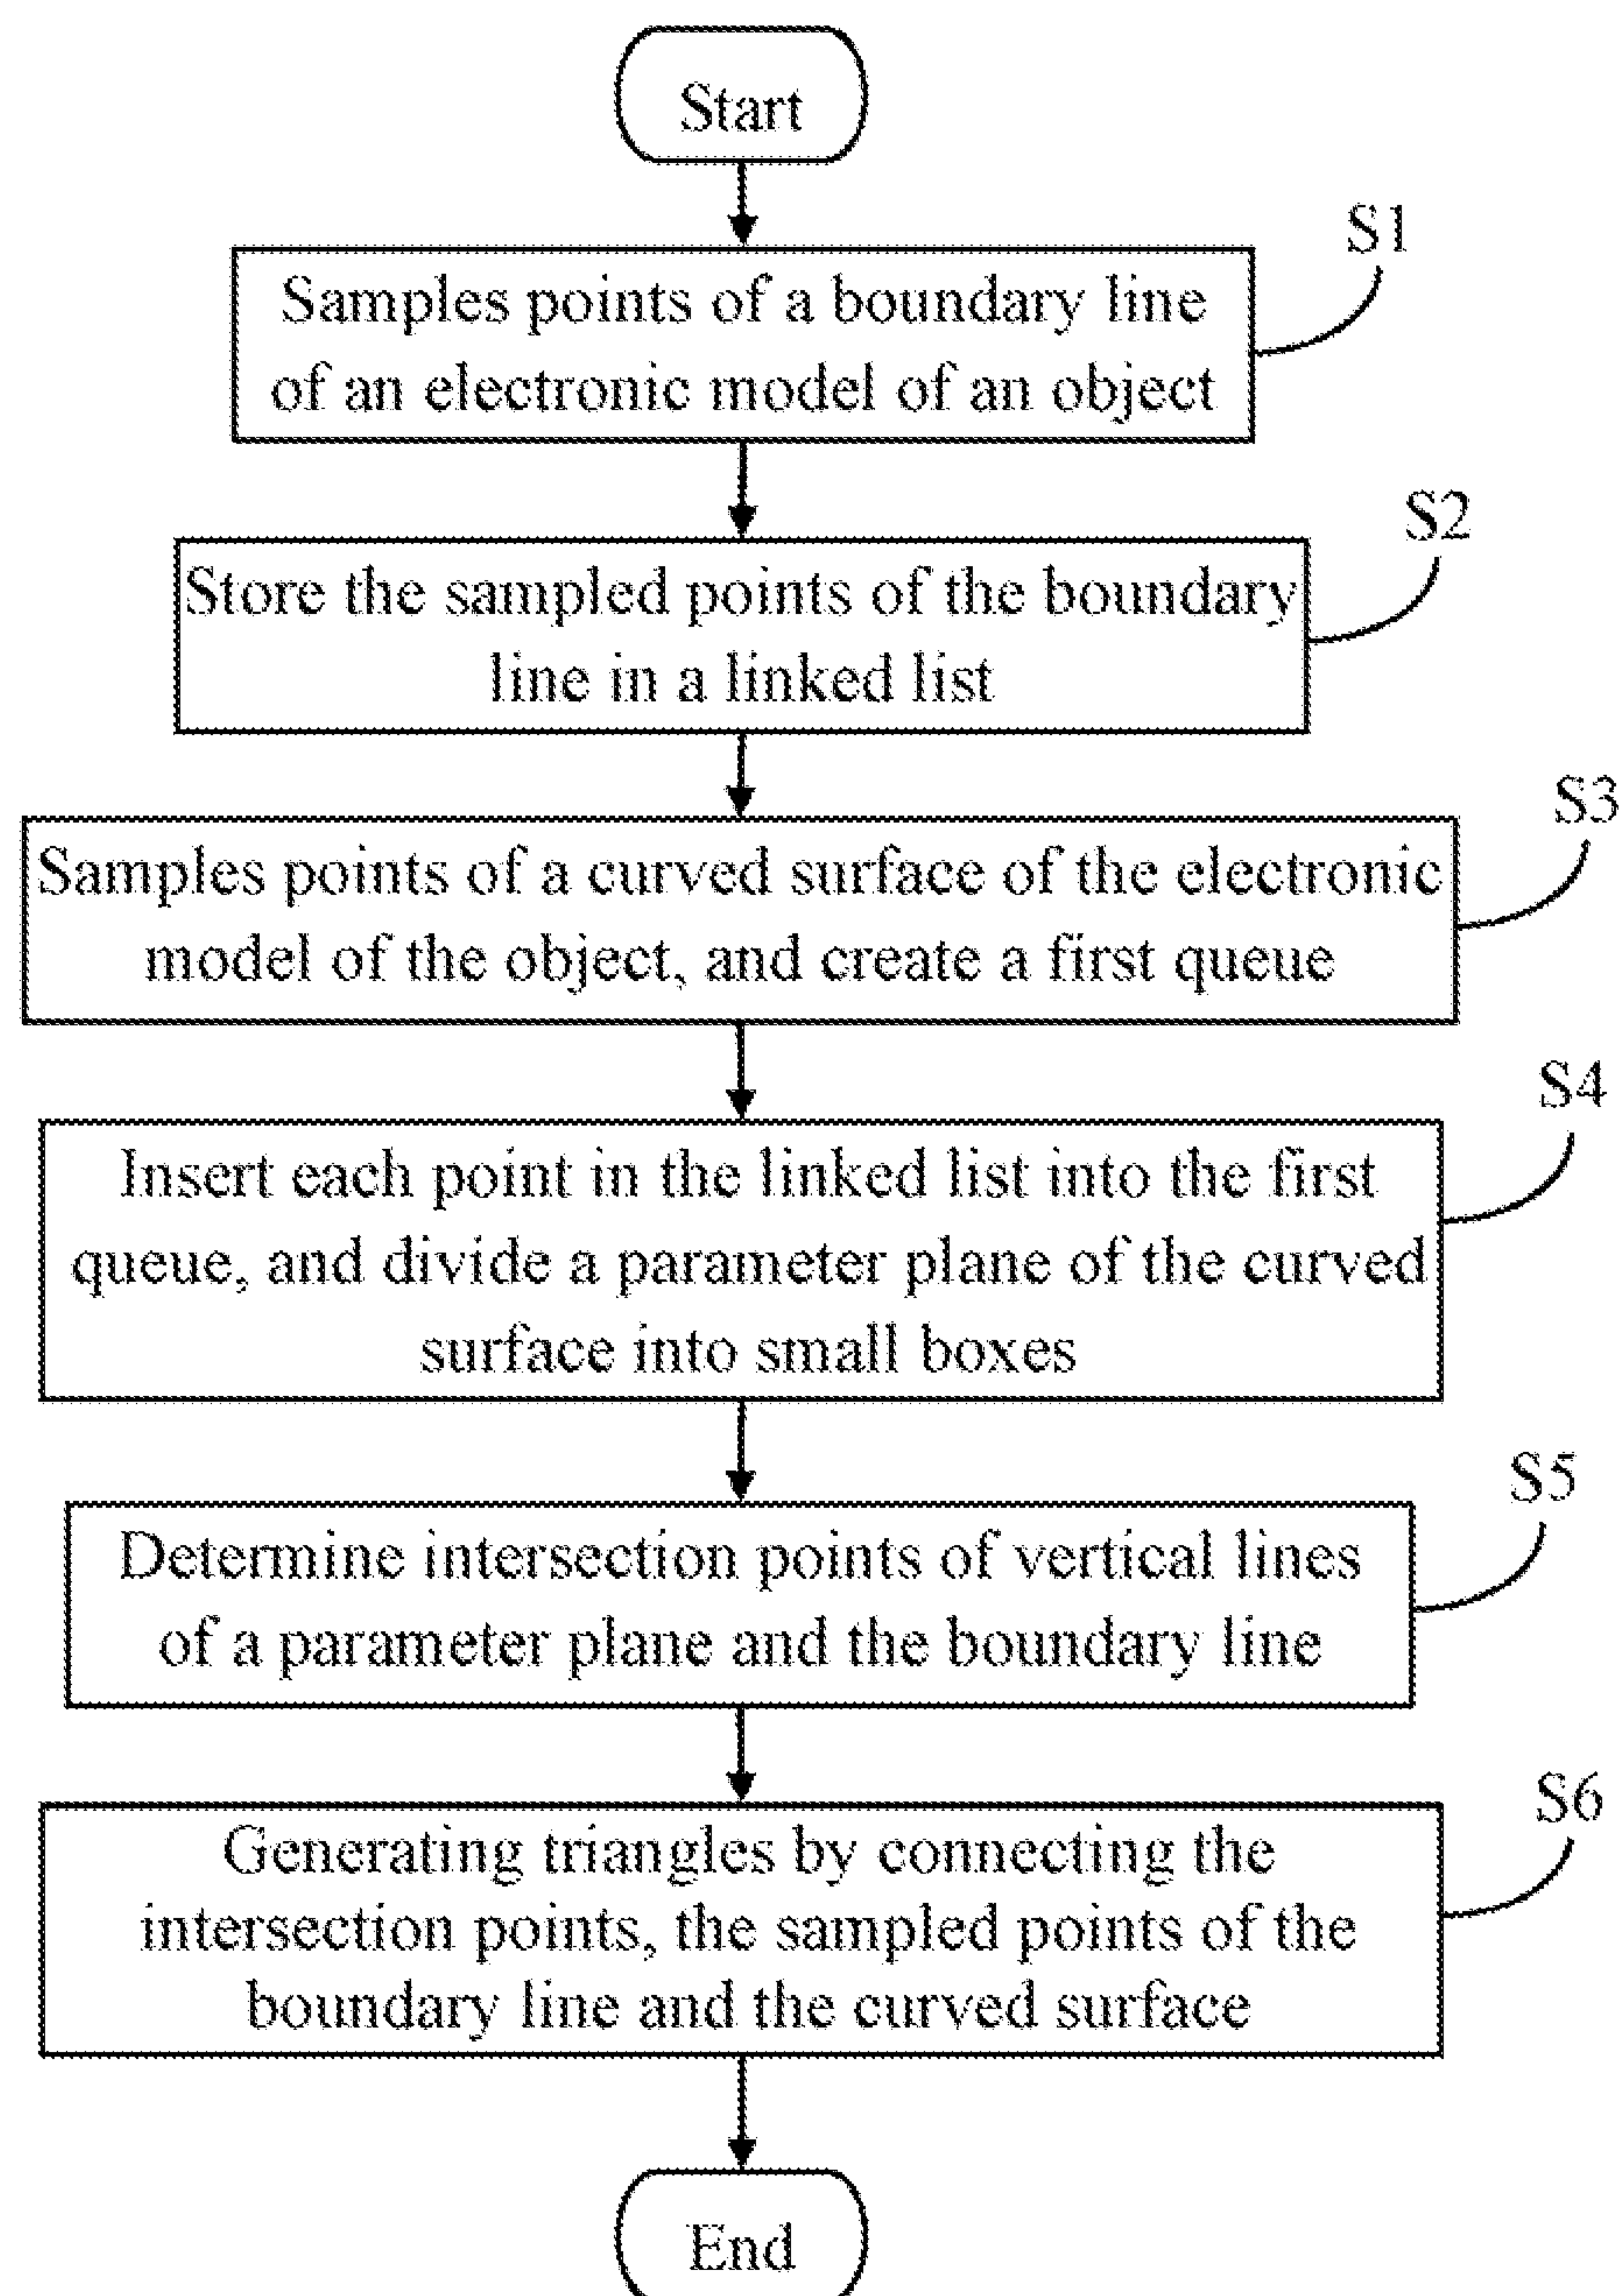 Start
S1
Samples points of a boundary line
of an electronic model of an object
S2
Store the sampled points of the boundary
line in a linked list
S3
Samples points of a curved surface of the electronic
model of the object, and create a first queue
S4
Insert each point in the linked list into the first
queue, and divide a parameter plane of the curved
surface into small boxes
S5
Determine intersection points of vertical lines
of a parameter plane and the boundary line
S6
Generating triangles by connecting the
intersection points, the sampled points of the
boundary line and the curved surface
End